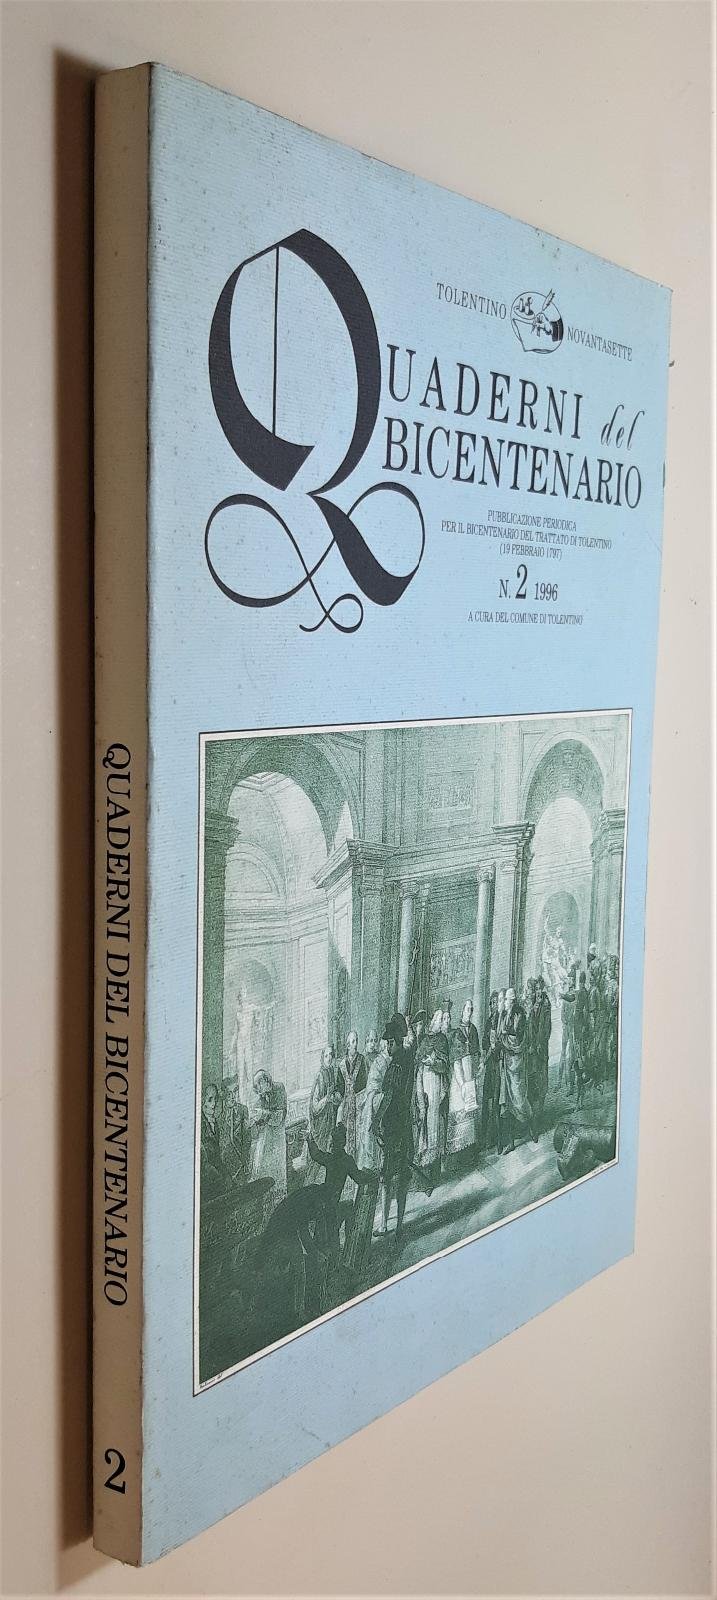 TOLENTINO NOVANTASETTE
QUADERNI del
BICENTENARIO
PUBBLICAZIONE PERIODICA
PER IL BICENTENARIO DEL TRATTATO DI TOLENTINO
(19 FEBBRAIO 1797)
N. 2 1996
A CURA DEL COMUNE DI TOLENTINO
QUADERNI DEL BICENTENARIO
2